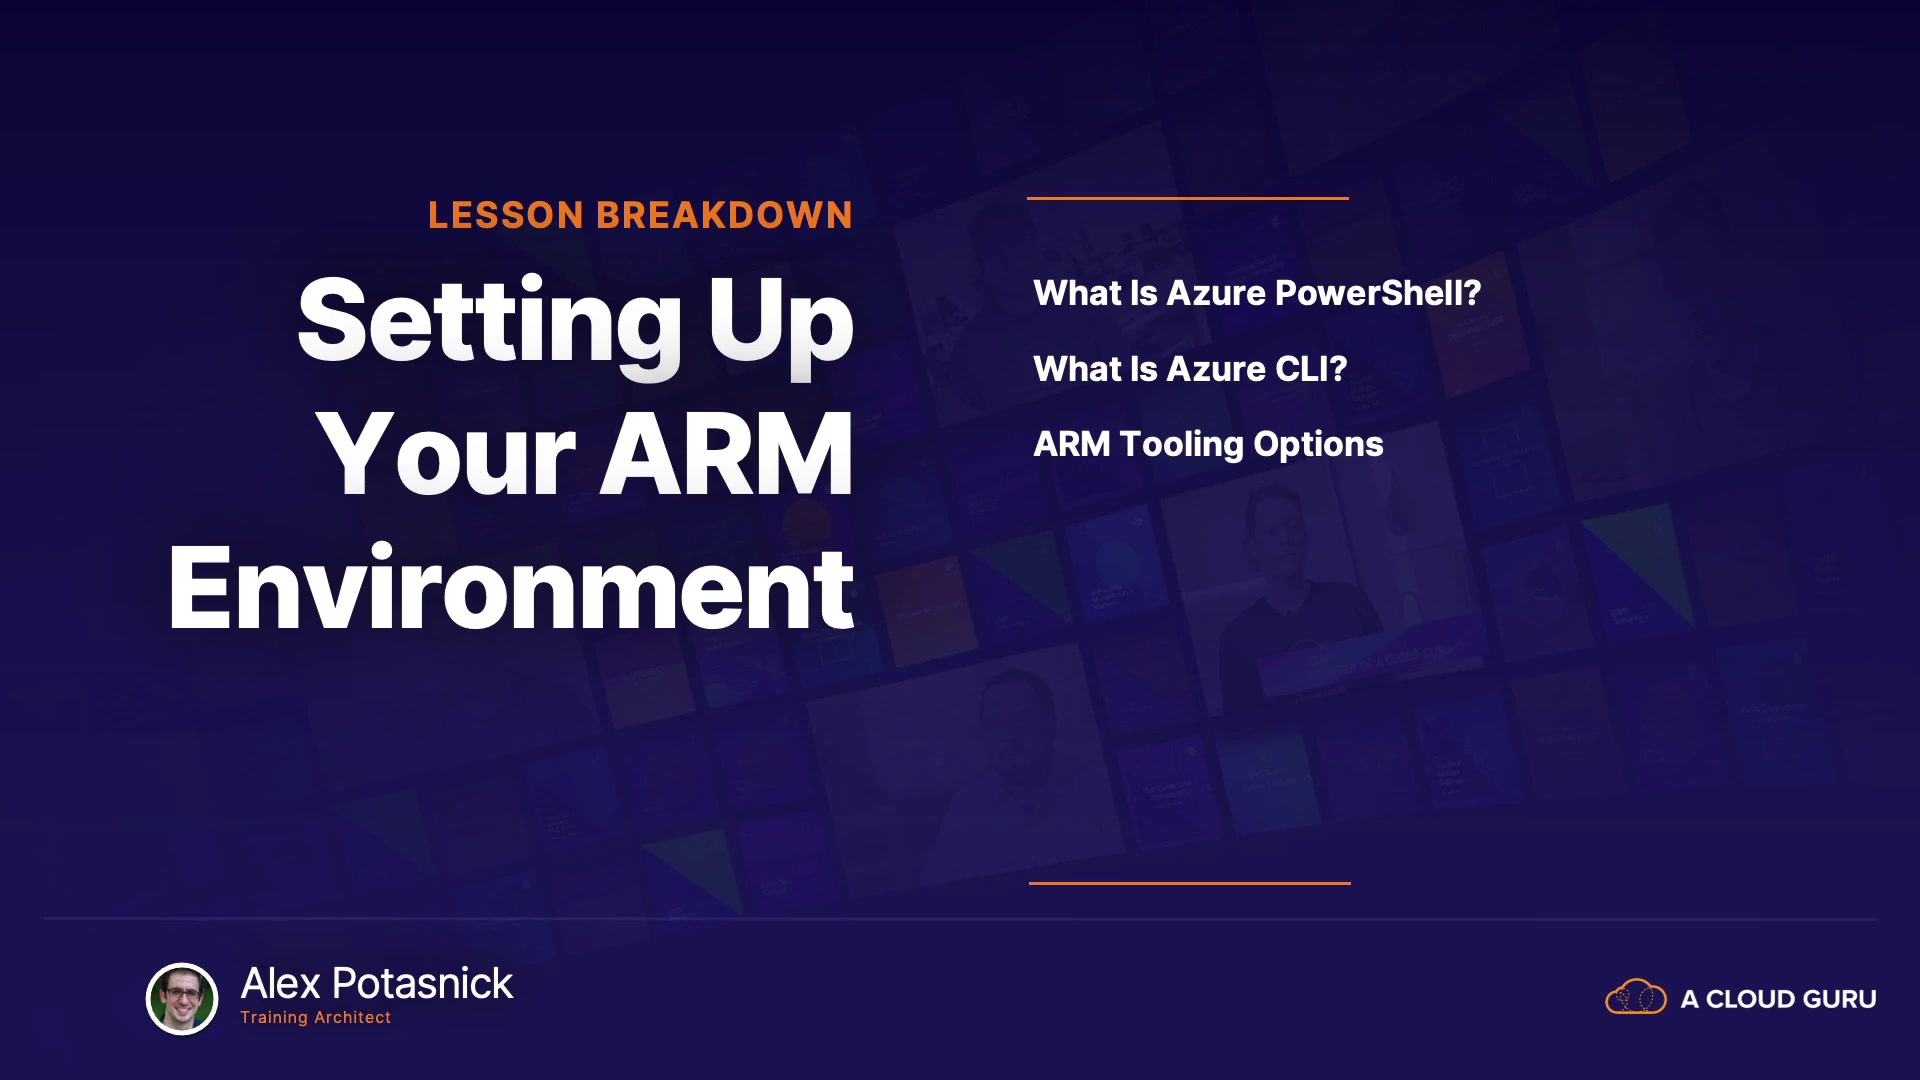 LESSON BREAKDOWN
Setting Up
Your ARM
Environment
What Is Azure PowerShell?
What Is Azure CLI?
ARM Tooling Options
Alex Potasnick
Training Architect
A CLOUD GURU